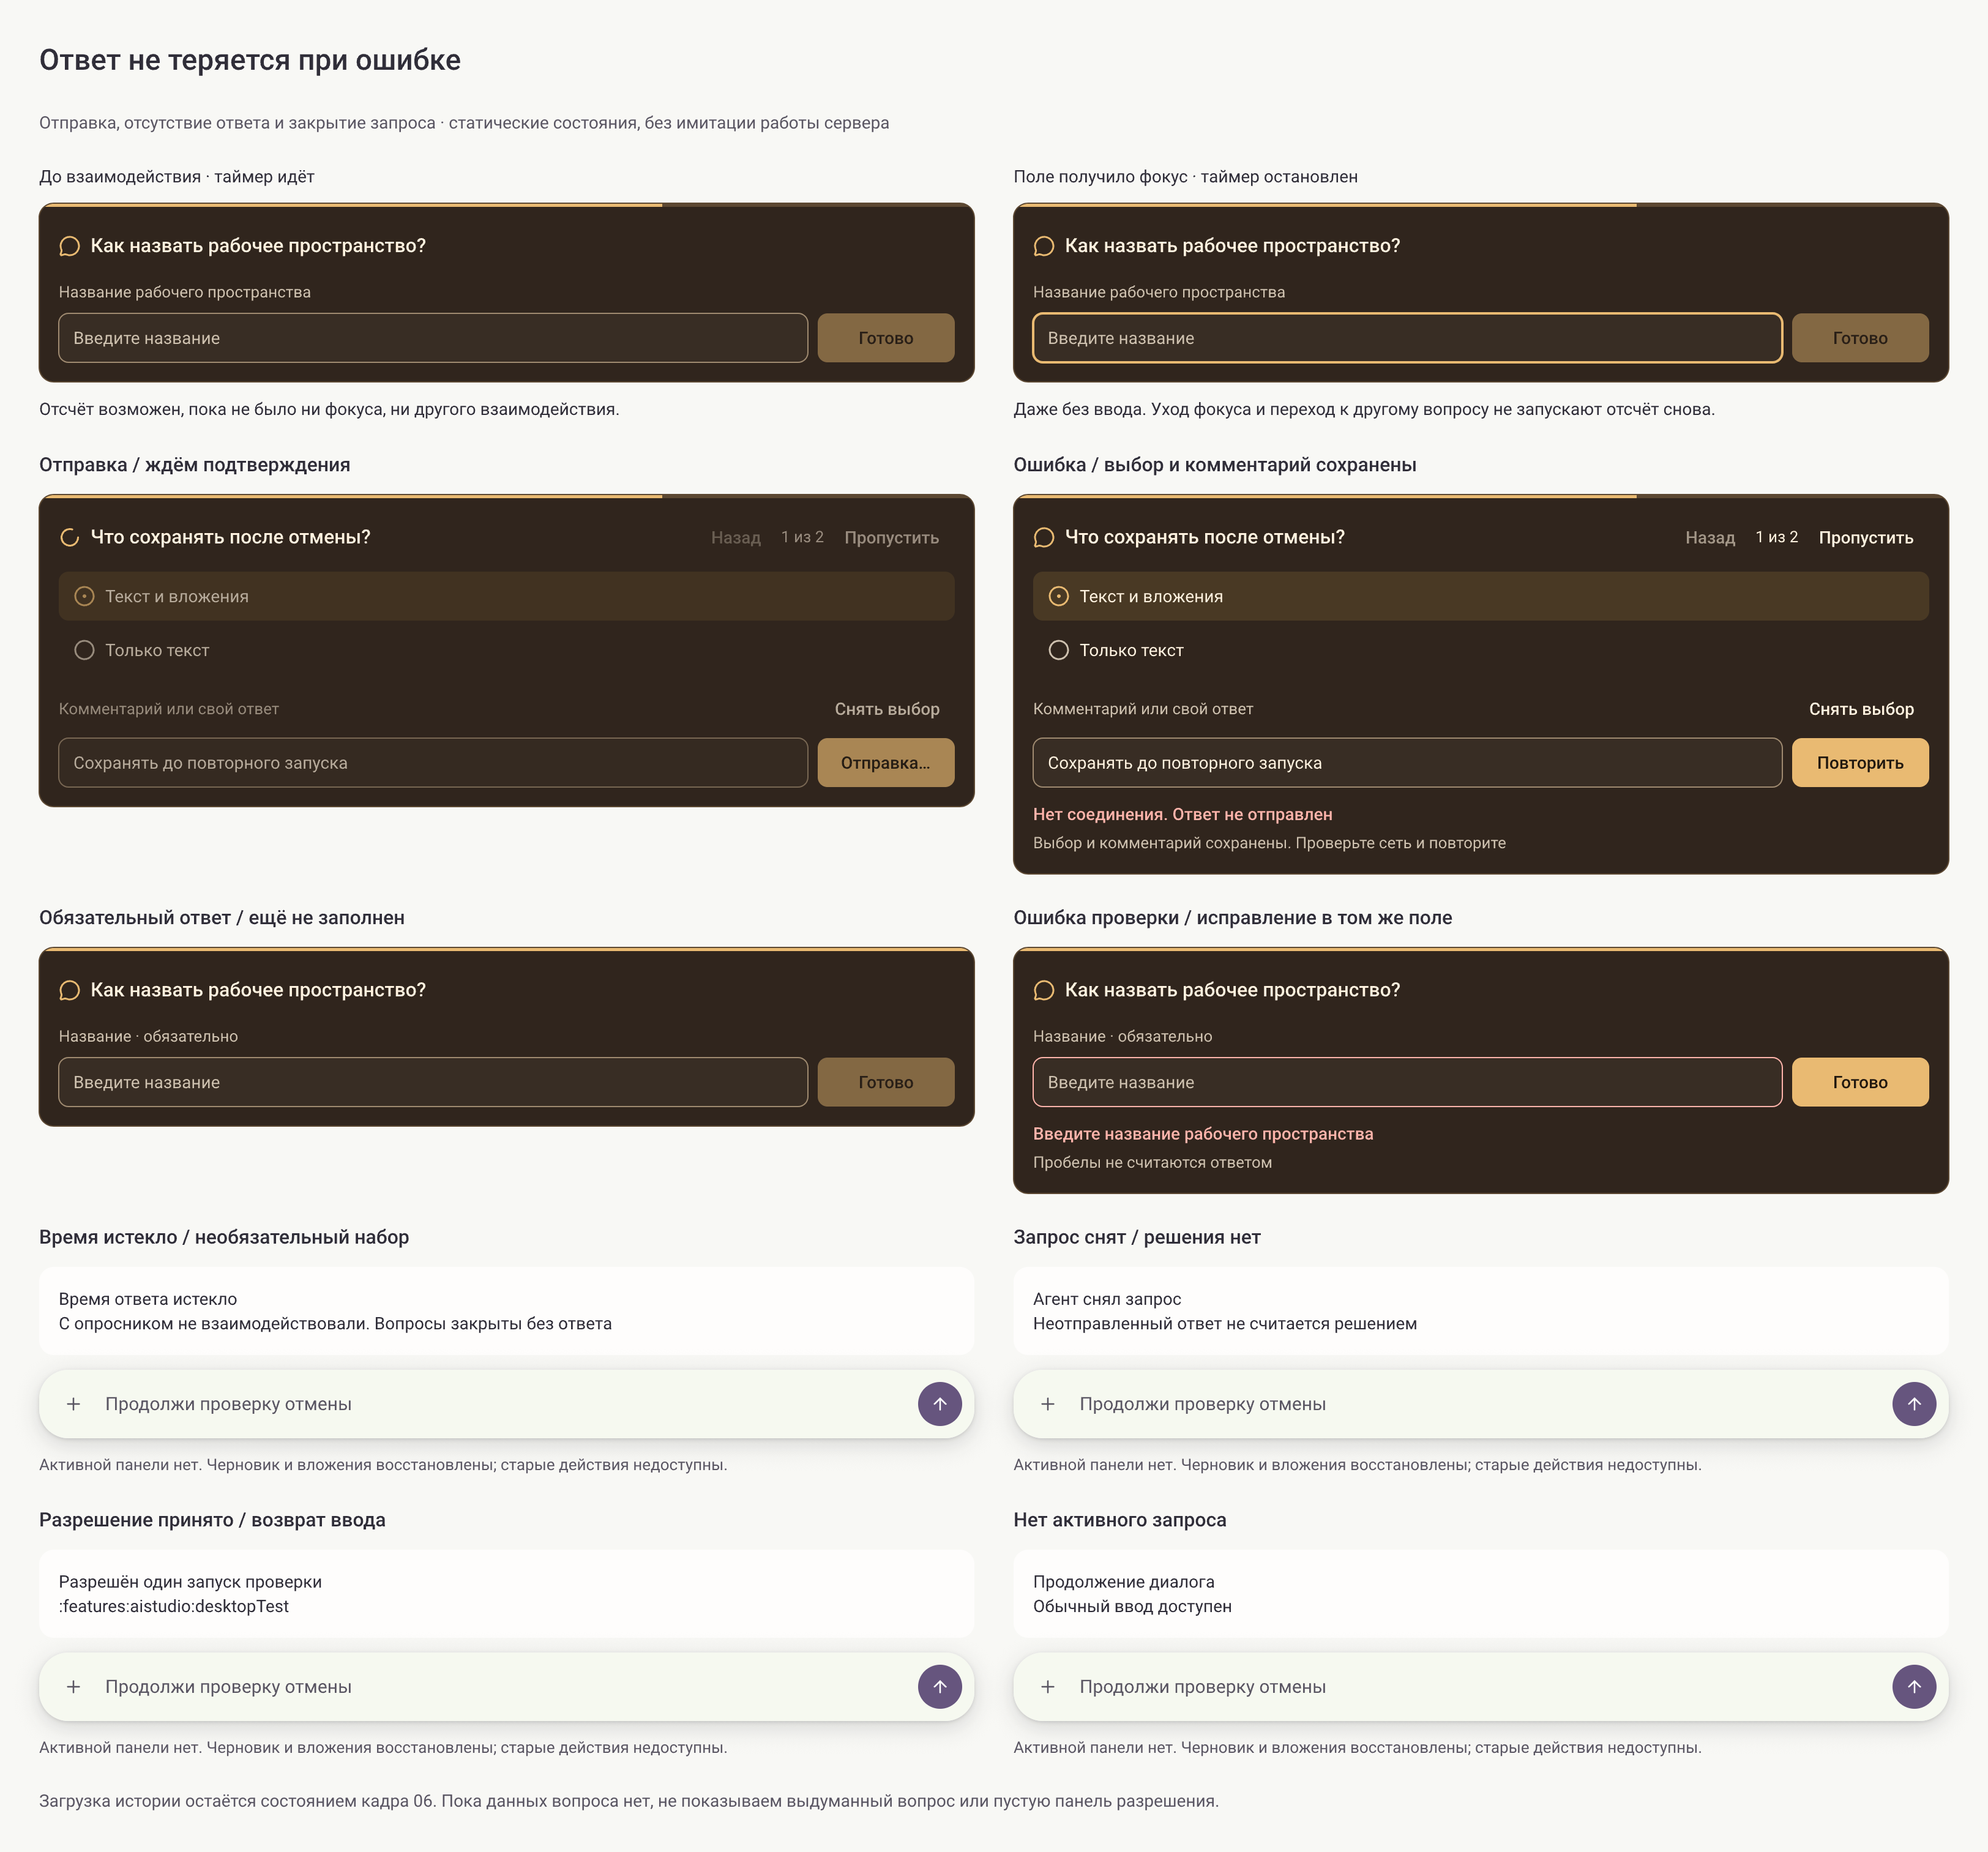 Ответ не теряется при ошибке
Отправка, отсутствие ответа и закрытие запроса · статические состояния, без имитации работы сервера
До взаимодействия · таймер идёт
Как назвать рабочее пространство?
Название рабочего пространства
Введите название
Готово
Отсчёт возможен, пока не было ни фокуса, ни другого взаимодействия.
Поле получило фокус · таймер остановлен
Как назвать рабочее пространство?
Название рабочего пространства
Введите название
Готово
Даже без ввода. Уход фокуса и переход к другому вопросу не запускают отсчёт снова.
Отправка / ждём подтверждения
Что сохранять после отмены?
Назад
1 из 2
Пропустить
Текст и вложения
Только текст
Комментарий или свой ответ
Снять выбор
Сохранять до повторного запуска
Отправка...
Ошибка / выбор и комментарий сохранены
Что сохранять после отмены?
Назад
1 из 2
Пропустить
Текст и вложения
Только текст
Комментарий или свой ответ
Снять выбор
Сохранять до повторного запуска
Повторить
Нет соединения. Ответ не отправлен
Выбор и комментарий сохранены. Проверьте сеть и повторите
Обязательный ответ / ещё не заполнен
Как назвать рабочее пространство?
Название · обязательно
Введите название
Готово
Ошибка проверки / исправление в том же поле
Как назвать рабочее пространство?
Название · обязательно
Введите название
Готово
Введите название рабочего пространства
Пробелы не считаются ответом
Время истекло / необязательный набор
Время ответа истекло
С опросником не взаимодействовали. Вопросы закрыты без ответа
Продолжи проверку отмены
Активной панели нет. Черновик и вложения восстановлены; старые действия недоступны.
Запрос снят / решения нет
Агент снял запрос
Неотправленный ответ не считается решением
Продолжи проверку отмены
Активной панели нет. Черновик и вложения восстановлены; старые действия недоступны.
Разрешение принято / возврат ввода
Разрешён один запуск проверки
:features:aistudio:desktopTest
Продолжи проверку отмены
Активной панели нет. Черновик и вложения восстановлены; старые действия недоступны.
Нет активного запроса
Продолжение диалога
Обычный ввод доступен
Продолжи проверку отмены
Активной панели нет. Черновик и вложения восстановлены; старые действия недоступны.
Загрузка истории остаётся состоянием кадра 06. Пока данных вопроса нет, не показываем выдуманный вопрос или пустую панель разрешения.